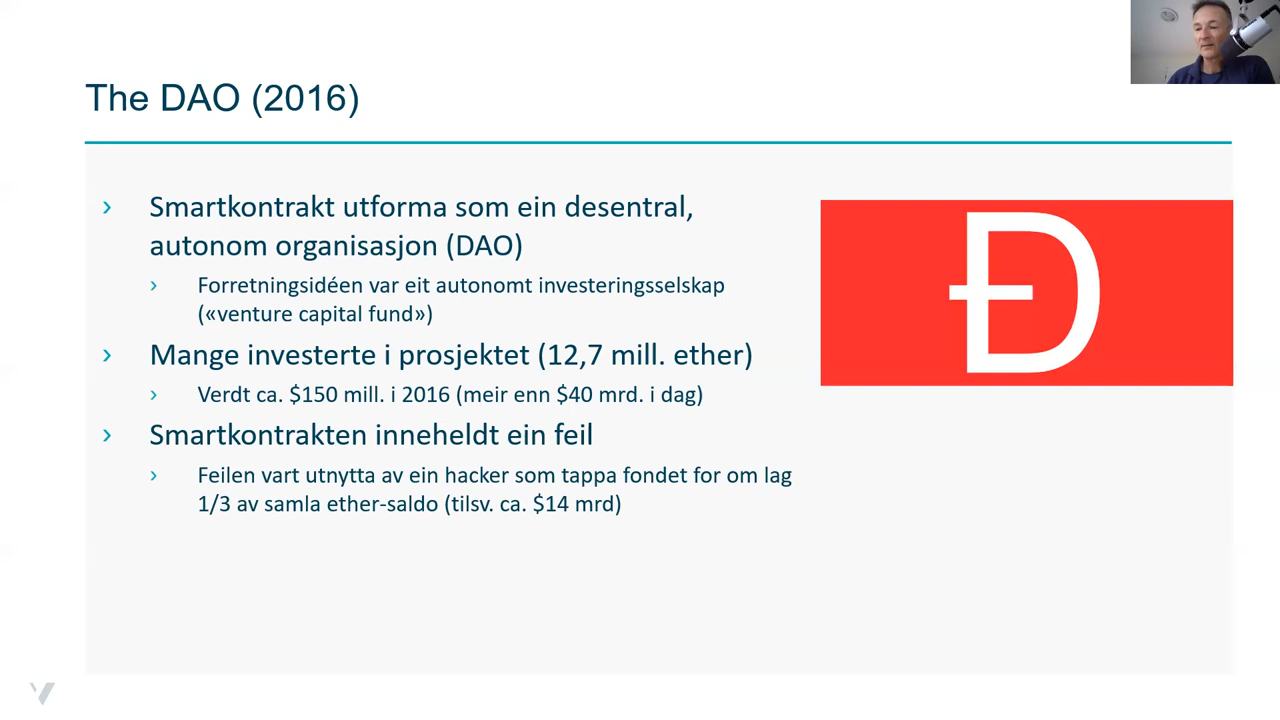 The DAO (2016)
› Smartkontrakt utforma som ein desentral,
autonom organisasjon (DAO)
› Forretningsidéen var eit autonomt investeringsselskap
(«venture capital fund»)
› Mange investerte i prosjektet (12,7 mill. ether)
› Verdt ca. $150 mill. i 2016 (meir enn $40 mrd. i dag)
› Smartkontrakten inneheldt ein feil
› Feilen vart utnytta av ein hacker som tappa fondet for om lag
1/3 av samla ether-saldo (tilsv. ca. $14 mrd)
Đ